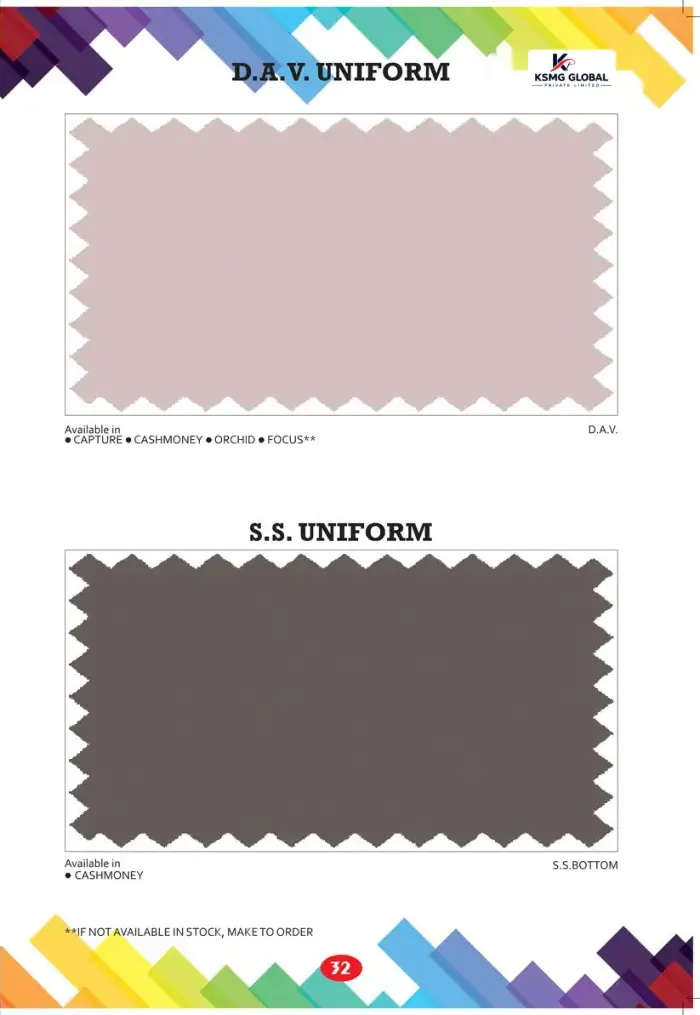 D.A.V. UNIFORM
KSMG GLOBAL
PRIVATE LIMITED
Available in
● CAPTURE ● CASHMONEY ● ORCHID ● FOCUS**
D.A.V.
S.S. UNIFORM
Available in
● CASHMONEY
S.S.BOTTOM
**IF NOT AVAILABLE IN STOCK, MAKE TO ORDER
32